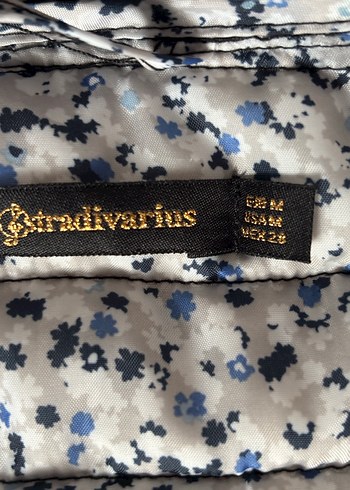 Stradivarius
EUR M
USA M
MEX 28